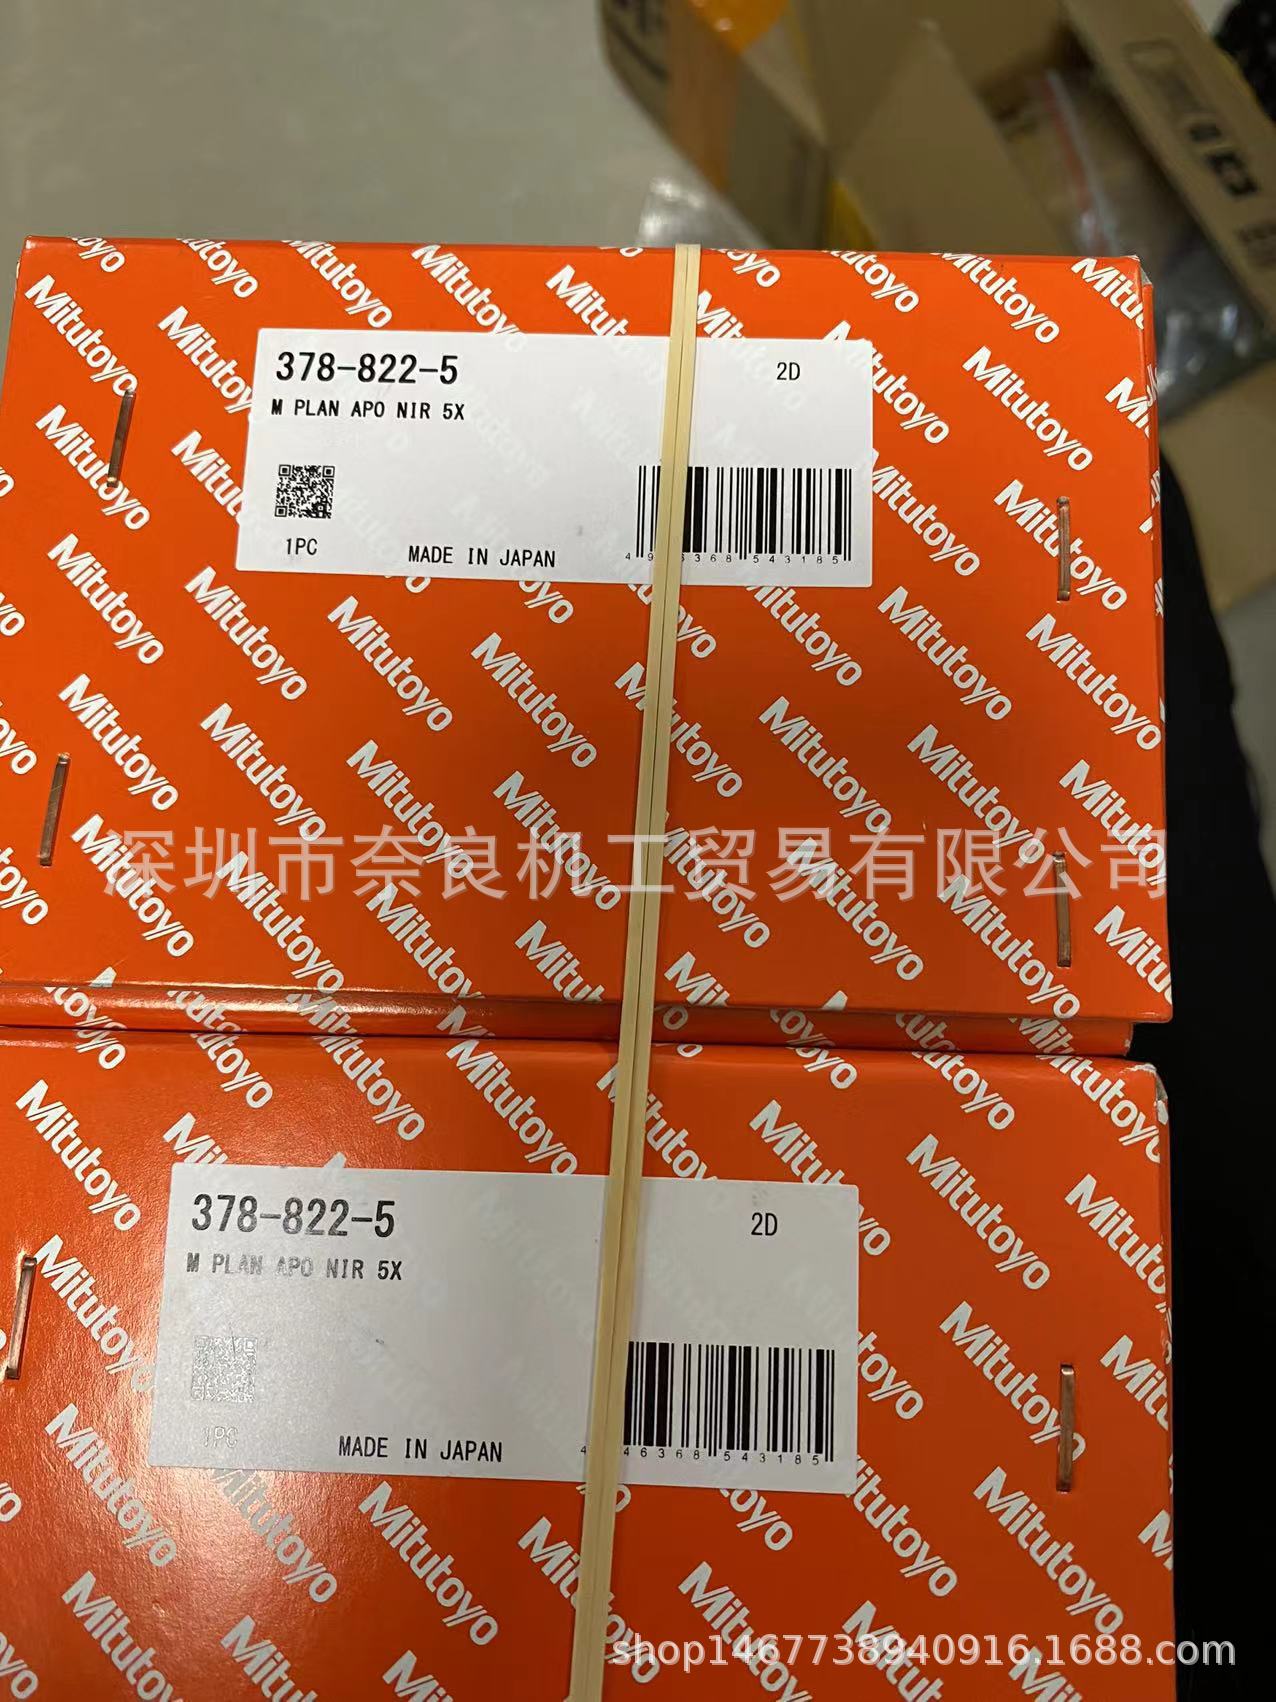 Mitutoyo
378-822-5
2D
M PLAN APO NIR 5X
1PC
MADE IN JAPAN
深圳市奈良机工贸易有限公司
Mitutoyo
378-822-5
2D
M PLAN APO NIR 5X
1PC
MADE IN JAPAN
shop1467738940916.1688.com